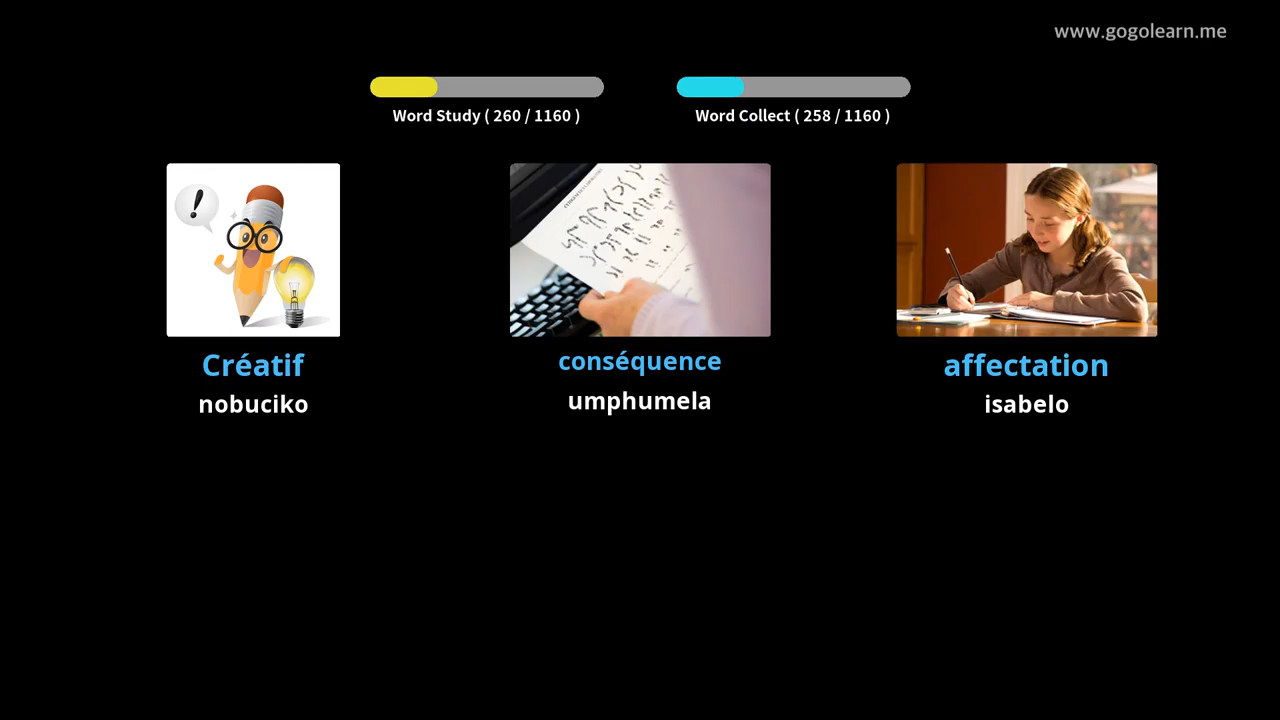 www.gogolearn.me
Word Study ( 260 / 1160 )
Word Collect ( 258 / 1160 )
!
Créatif
conséquence
affectation
nobuciko
umphumela
isabelo